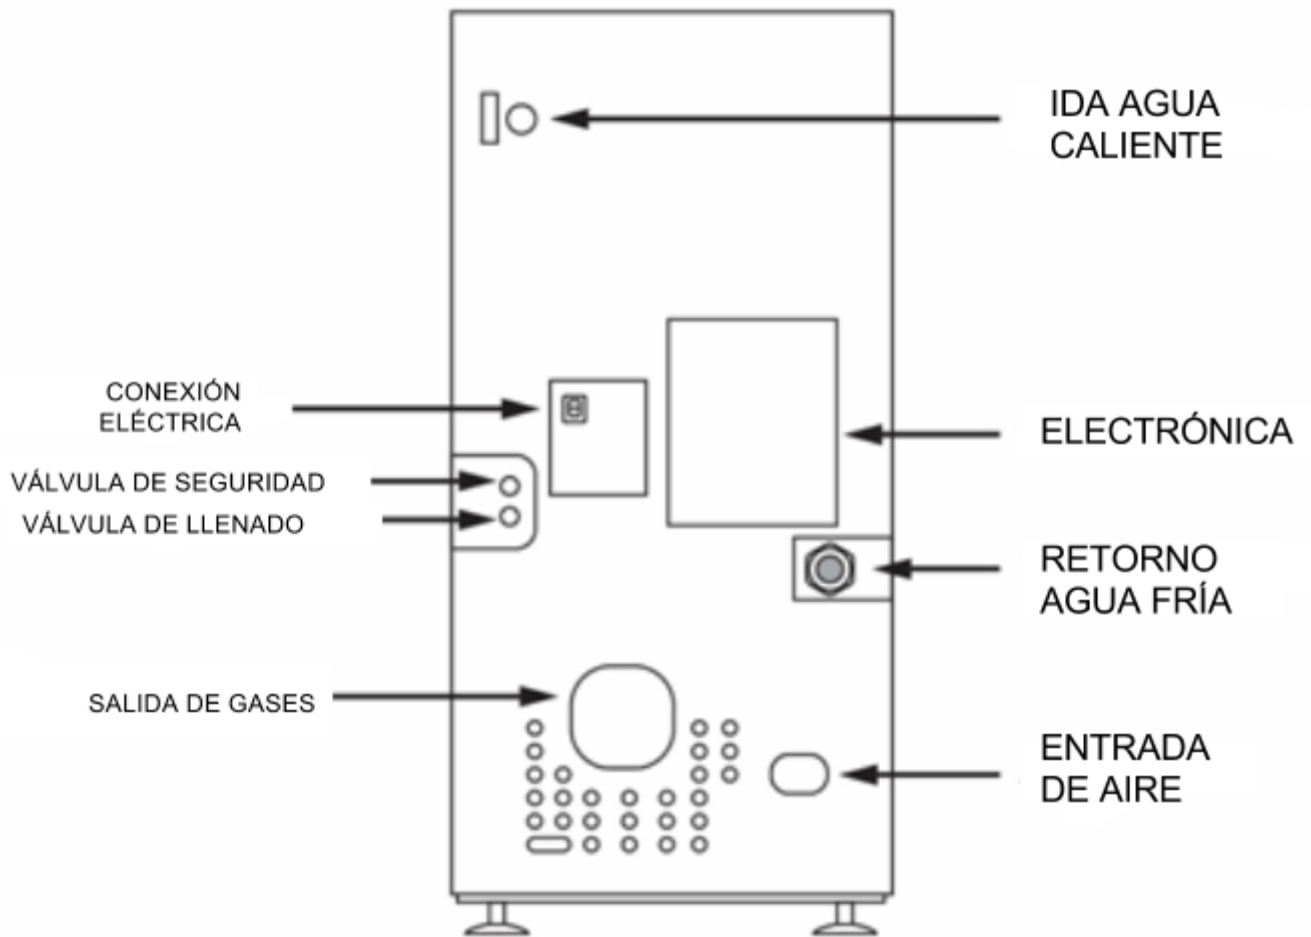 IDA AGUA
CALIENTE
CONEXIÓN
ELÉCTRICA
ELECTRÓNICA
VÁLVULA DE SEGURIDAD
VÁLVULA DE LLENADO
RETORNO
AGUA FRÍA
SALIDA DE GASES
ENTRADA
DE AIRE